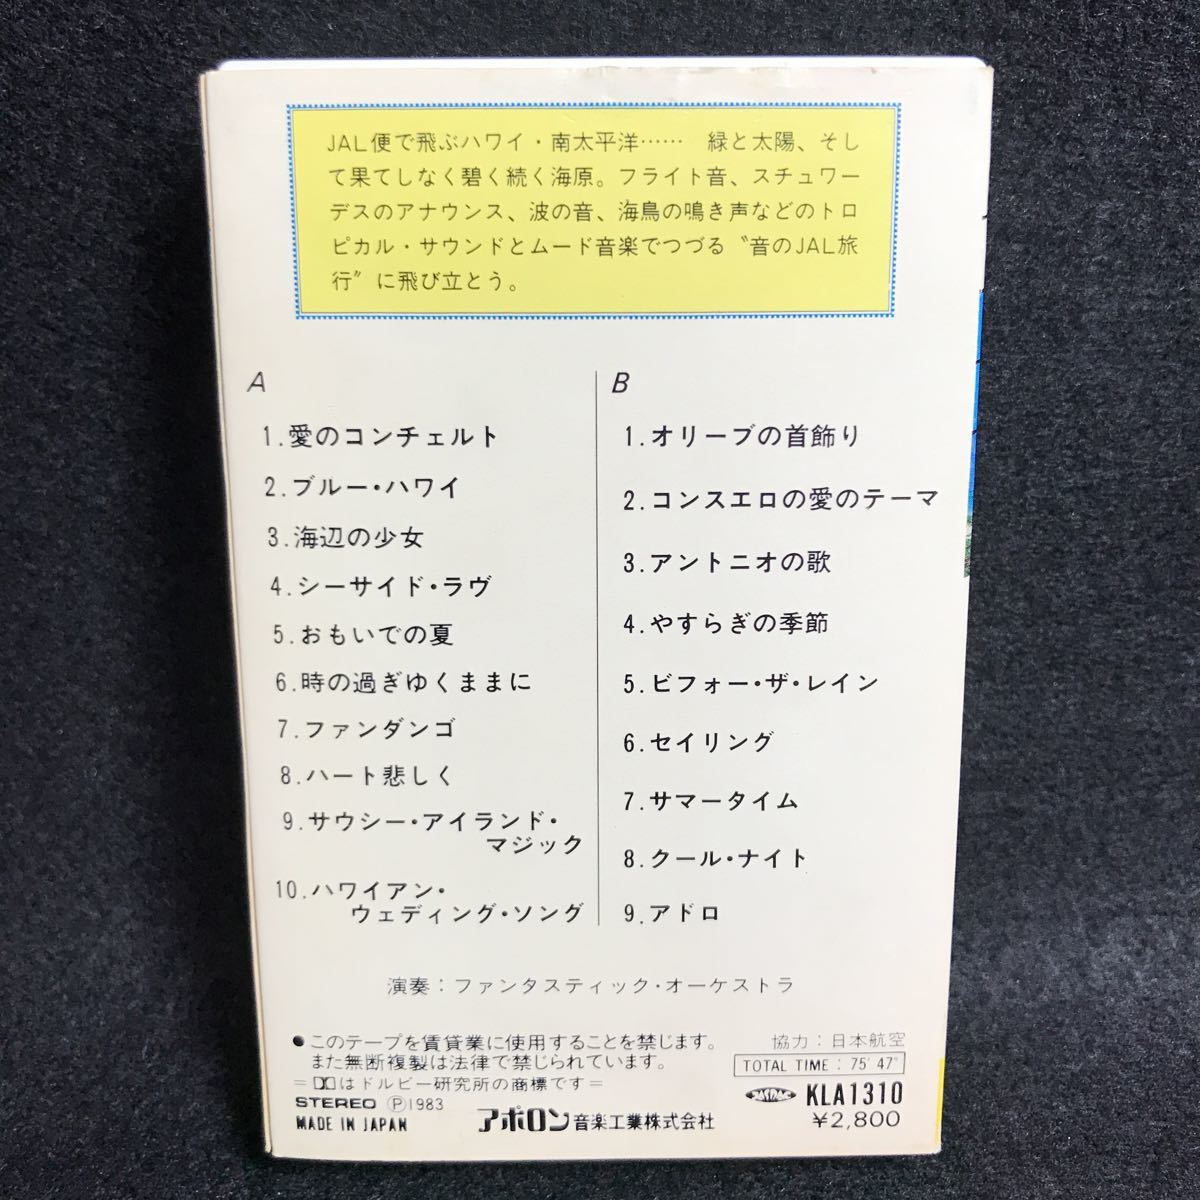 JAL便で飛ぶハワイ・南太平洋…… 緑と太陽、そし
て果てしなく碧く続く海原。フライト音、スチュワー
デスのアナウンス、波の音、海鳥の鳴き声などのトロ
ピカル・サウンドとムード音楽でつづる〝音のJAL旅
行〟に飛び立とう。
A
1.愛のコンチェルト
2.ブルー・ハワイ
3.海辺の少女
4.シーサイド・ラヴ
5.おもいでの夏
6.時の過ぎゆくままに
7.ファンダンゴ
8.ハート悲しく
9.サウシー・アイランド・
マジック
10.ハワイアン・
ウェディング・ソング
B
1.オリーブの首飾り
2.コンスエロの愛のテーマ
3.アントニオの歌
4.やすらぎの季節
5.ビフォー・ザ・レイン
6.セイリング
7.サマータイム
8.クール・ナイト
9.アドロ
演奏：ファンタスティック・オーケストラ
●このテープを賃貸業に使用することを禁じます。
また無断複製は法律で禁じられています。
＝ はドルビー研究所の商標です＝
STEREO Ⓟ1983
MADE IN JAPAN
アポロン音楽工業株式会社
協力：日本航空
TOTAL TIME：75'47"
JASRAC KLA1310
¥2,800